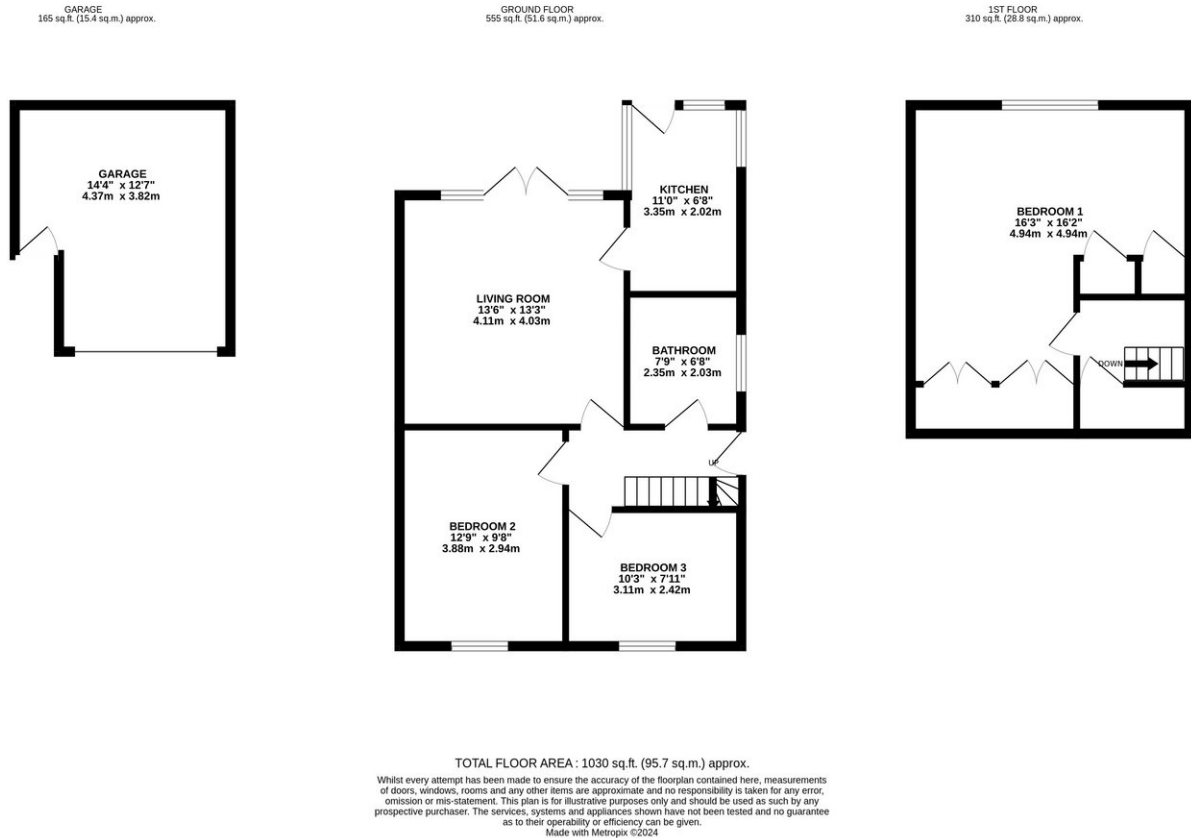 GARAGE
165 sq.ft. (15.4 sq.m.) approx.
GROUND FLOOR
555 sq.ft. (51.6 sq.m.) approx.
1ST FLOOR
310 sq.ft. (28.8 sq.m.) approx.
GARAGE
14'4" x 12'7"
4.37m x 3.82m
KITCHEN
11'0" x 6'8"
3.35m x 2.02m
LIVING ROOM
13'6" x 13'3"
4.11m x 4.03m
BATHROOM
7'9" x 6'8"
2.35m x 2.03m
UP
BEDROOM 2
12'9" x 9'8"
3.88m x 2.94m
BEDROOM 3
10'3" x 7'11"
3.11m x 2.42m
BEDROOM 1
16'3" x 16'2"
4.94m x 4.94m
DOWN
TOTAL FLOOR AREA : 1030 sq.ft. (95.7 sq.m.) approx.
Whilst every attempt has been made to ensure the accuracy of the floorplan contained here, measurements
of doors, windows, rooms and any other items are approximate and no responsibility is taken for any error,
omission or mis-statement. This plan is for illustrative purposes only and should be used as such by any
prospective purchaser. The services, systems and appliances shown have not been tested and no guarantee
as to their operability or efficiency can be given.
Made with Metropix ©2024